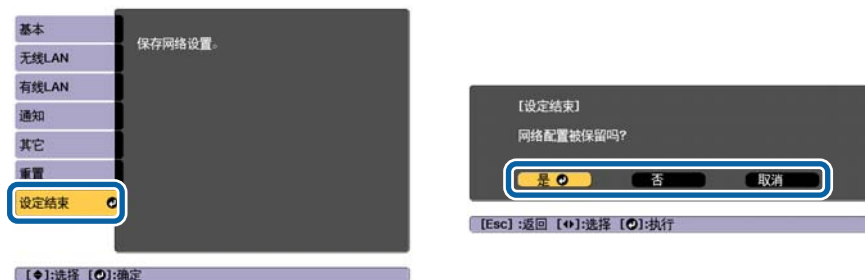 基本
无线LAN
有线LAN
通知
其它
重置
设定结束
保存网络设置。
[◆]:选择 [⏎]:确定
[设定结束]
网络配置被保留吗?
是 否 取消
[Esc] :返回 [◀▶]:选择 [⏎]:执行